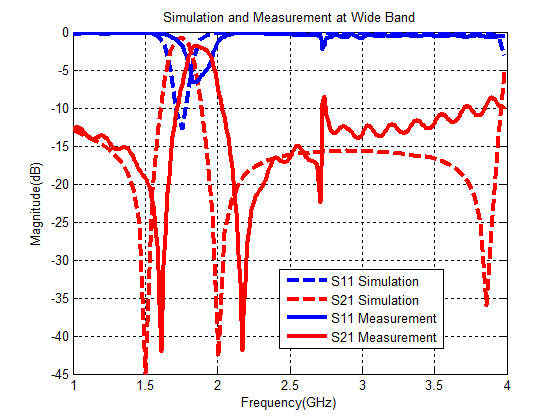 Simulation and Measurement at Wide Band
0
-5
-10
-15
-20
-25
-30
-35
-40
-45
Magnitude(dB)
S11 Simulation
S21 Simulation
S11 Measurement
S21 Measurement
1 1.5 2 2.5 3 3.5 4
Frequency(GHz)